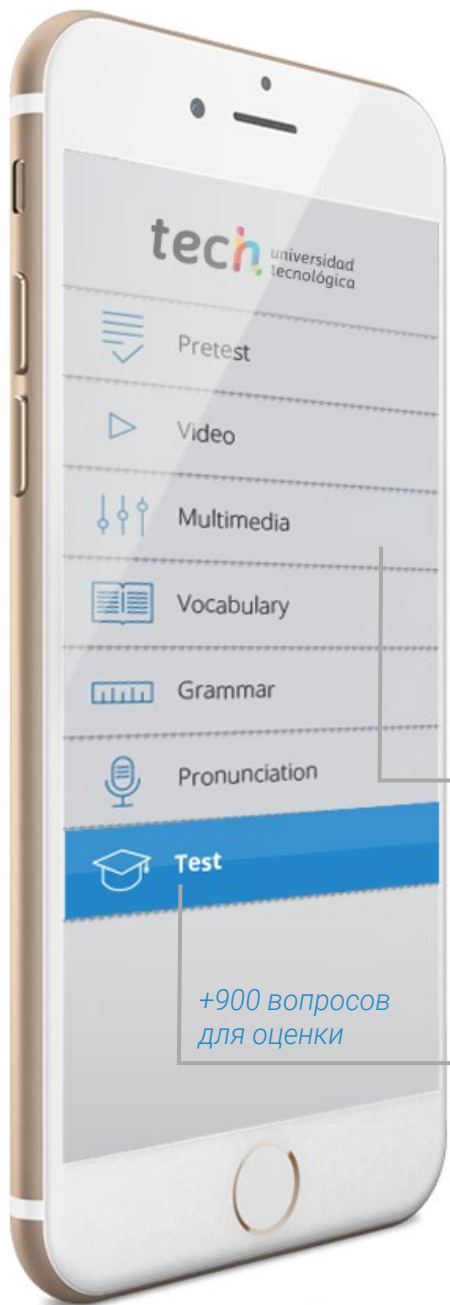 tech universidad
tecnológica
Pretest
Video
Multimedia
Vocabulary
Grammar
Pronunciation
Test
+900 вопросов
для оценки